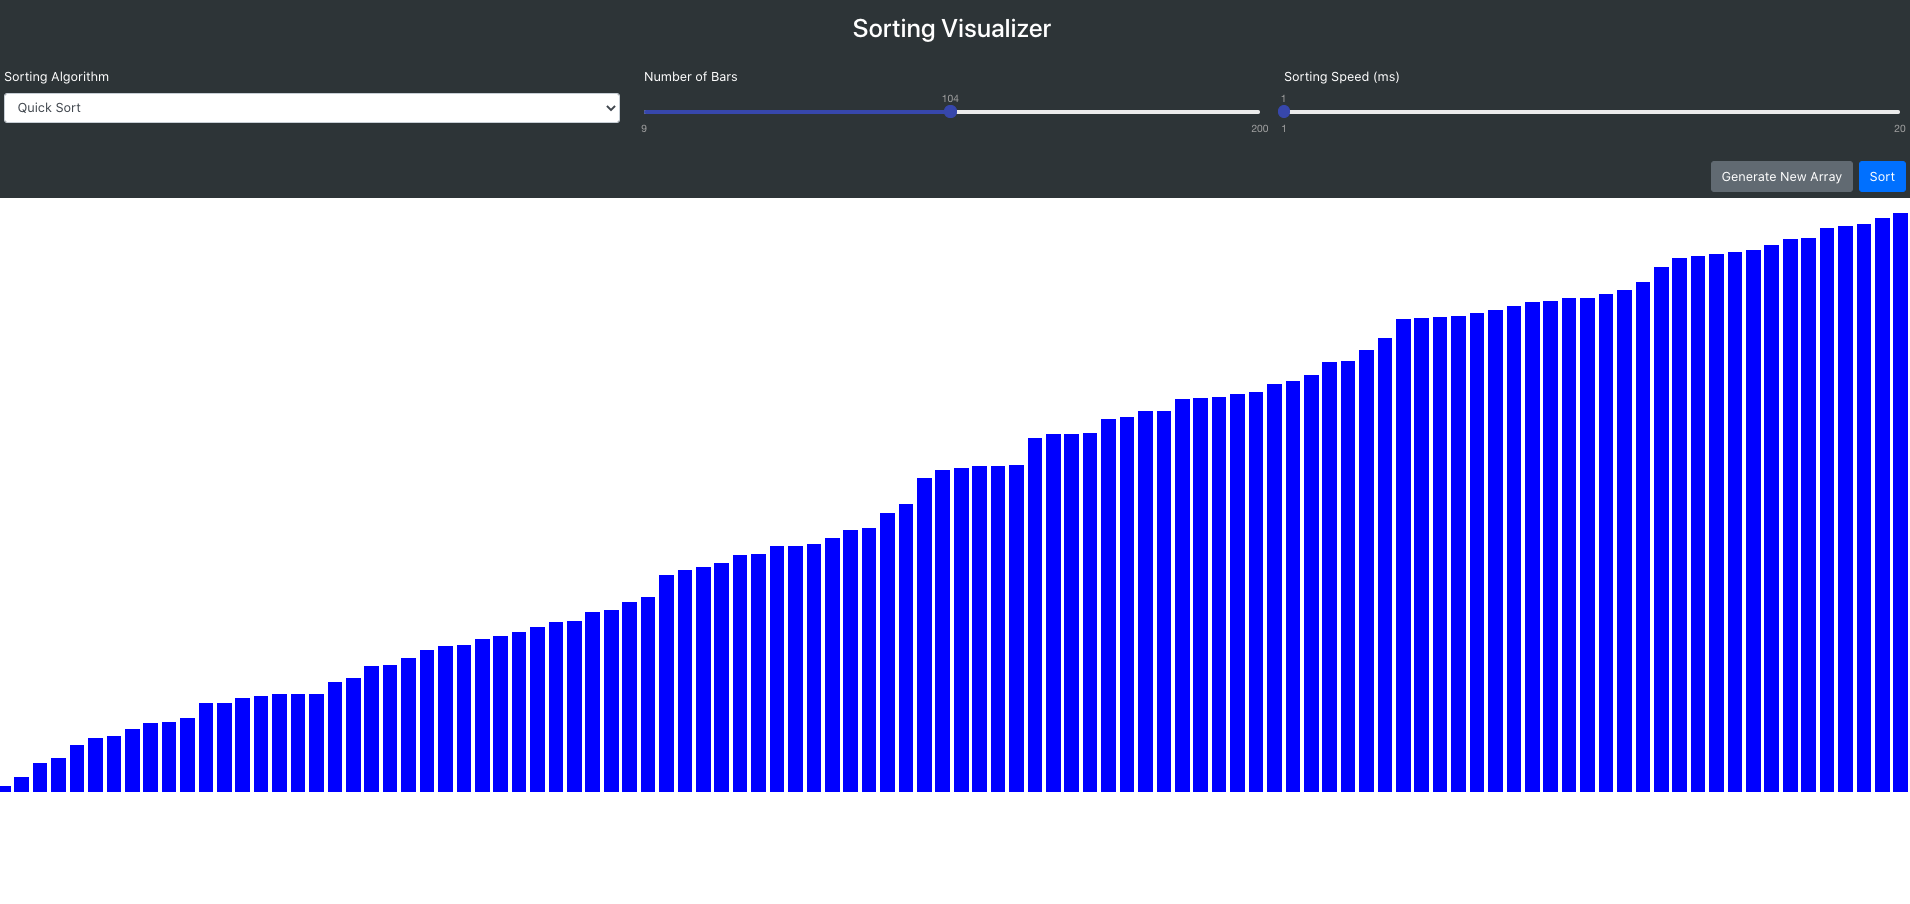 Sorting Visualizer
Sorting Algorithm
Quick Sort
Number of Bars
104
9
200
Sorting Speed (ms)
1
1
20
Generate New Array
Sort